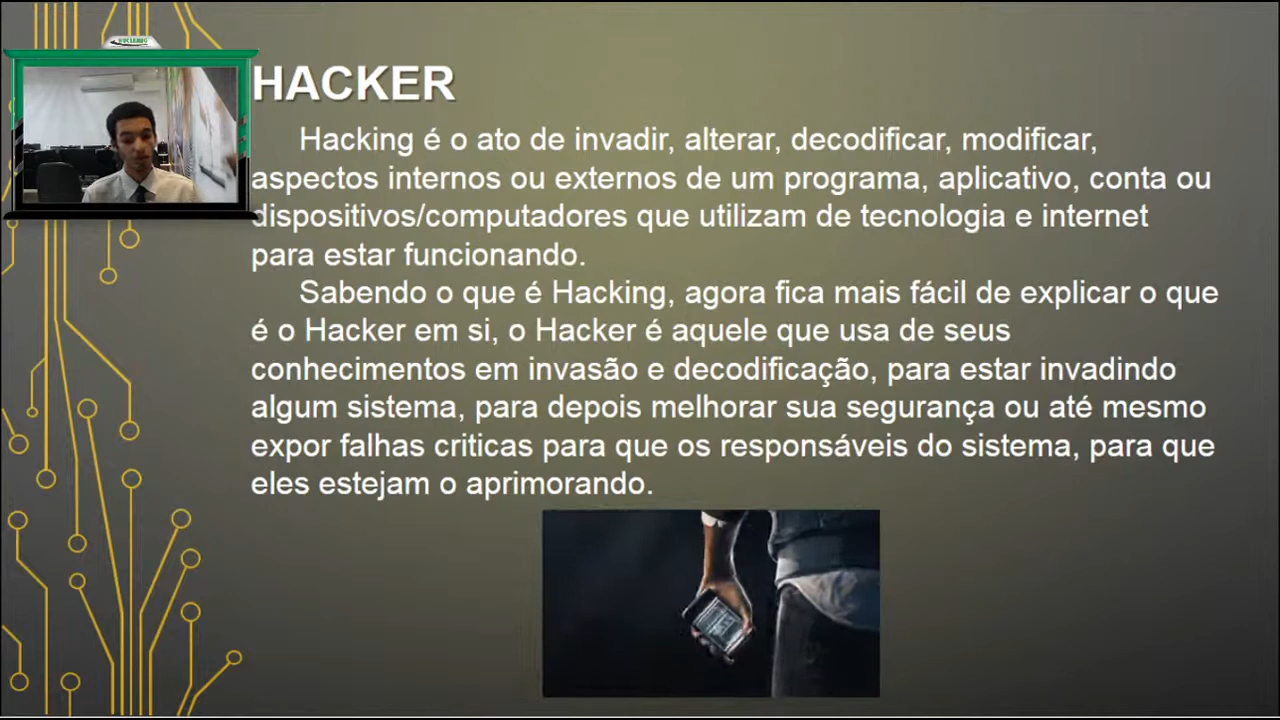 HACKER
Hacking é o ato de invadir, alterar, decodificar, modificar,
aspectos internos ou externos de um programa, aplicativo, conta ou
dispositivos/computadores que utilizam de tecnologia e internet
para estar funcionando.
Sabendo o que é Hacking, agora fica mais fácil de explicar o que
é o Hacker em si, o Hacker é aquele que usa de seus
conhecimentos em invasão e decodificação, para estar invadindo
algum sistema, para depois melhorar sua segurança ou até mesmo
expor falhas criticas para que os responsáveis do sistema, para que
eles estejam o aprimorando.